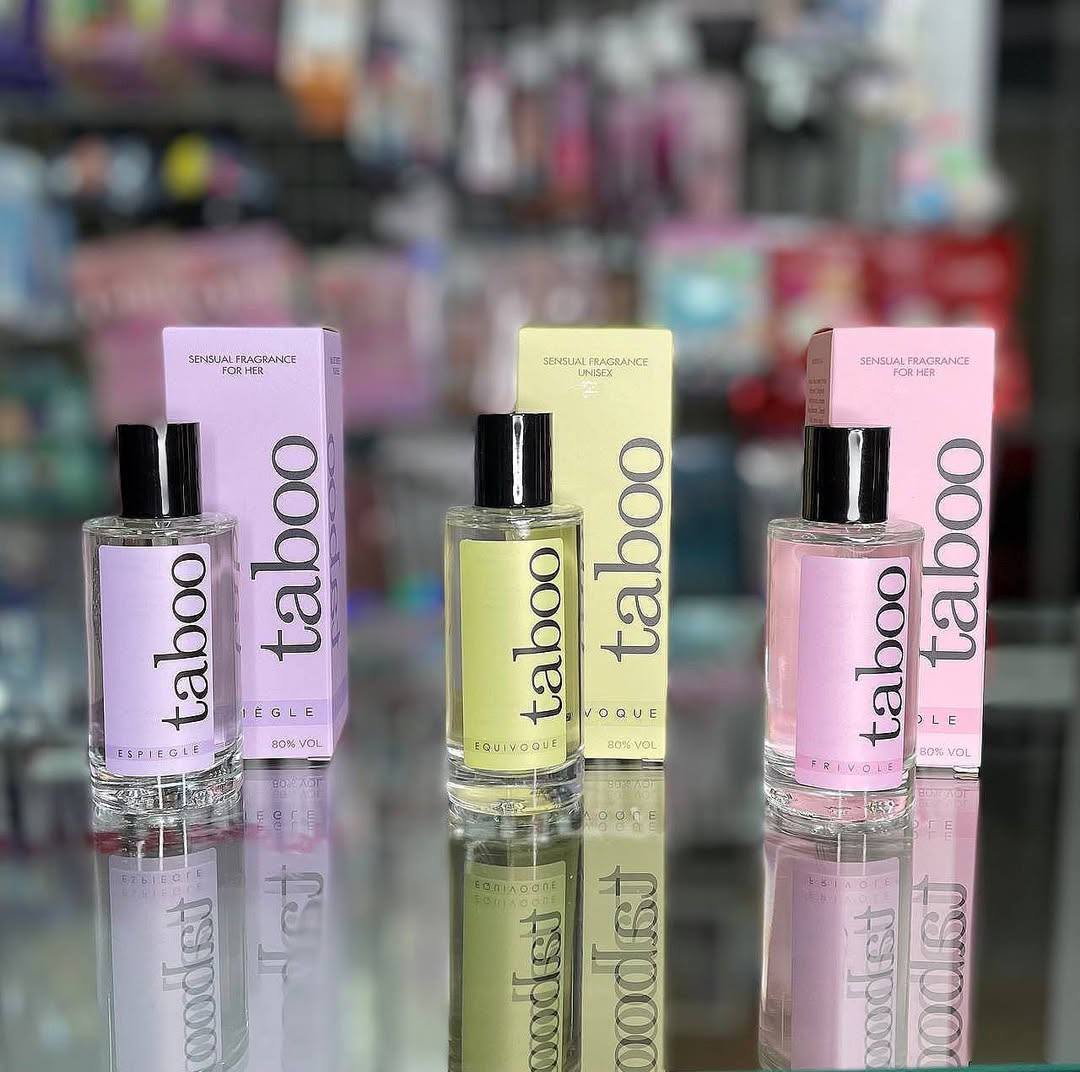 SENSUAL FRAGRANCE
FOR HER
taboo
IÈGLE
80% VOL
taboo
ESPIEGLE
SENSUAL FRAGRANCE
UNISEX
taboo
VOQUE
80% VOL
taboo
EQUIVOQUE
SENSUAL FRAGRANCE
FOR HER
taboo
OLE
80% VOL
taboo
FRIVOLE